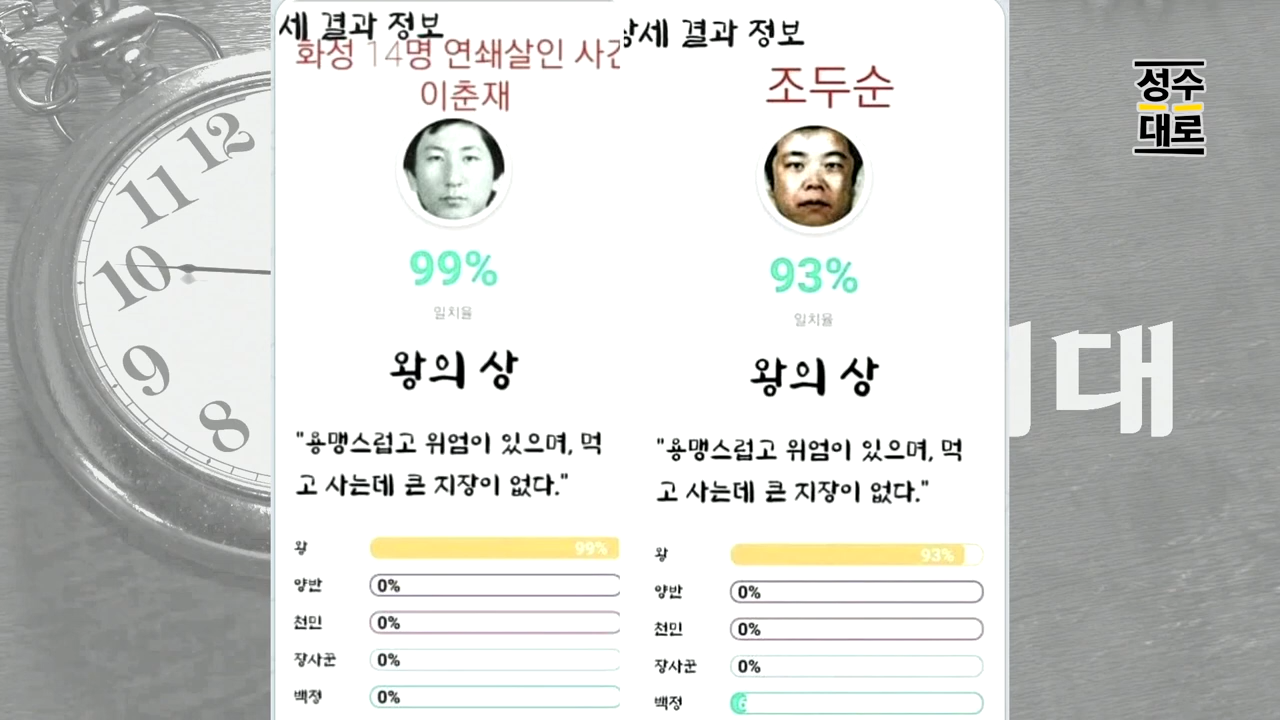 세 결과 정보
화성 14명 연쇄살인 사건
이춘재
99%
일치율
왕의 상
"용맹스럽고 위엄이 있으며, 먹
고 사는데 큰 지장이 없다."
왕 99%
양반 0%
천민 0%
장사꾼 0%
백정 0%
상세 결과 정보
조두순
93%
일치율
왕의 상
"용맹스럽고 위엄이 있으며, 먹
고 사는데 큰 지장이 없다."
왕 93%
양반 0%
천민 0%
장사꾼 0%
백정
성수
대로
대
12
11
10
9
8